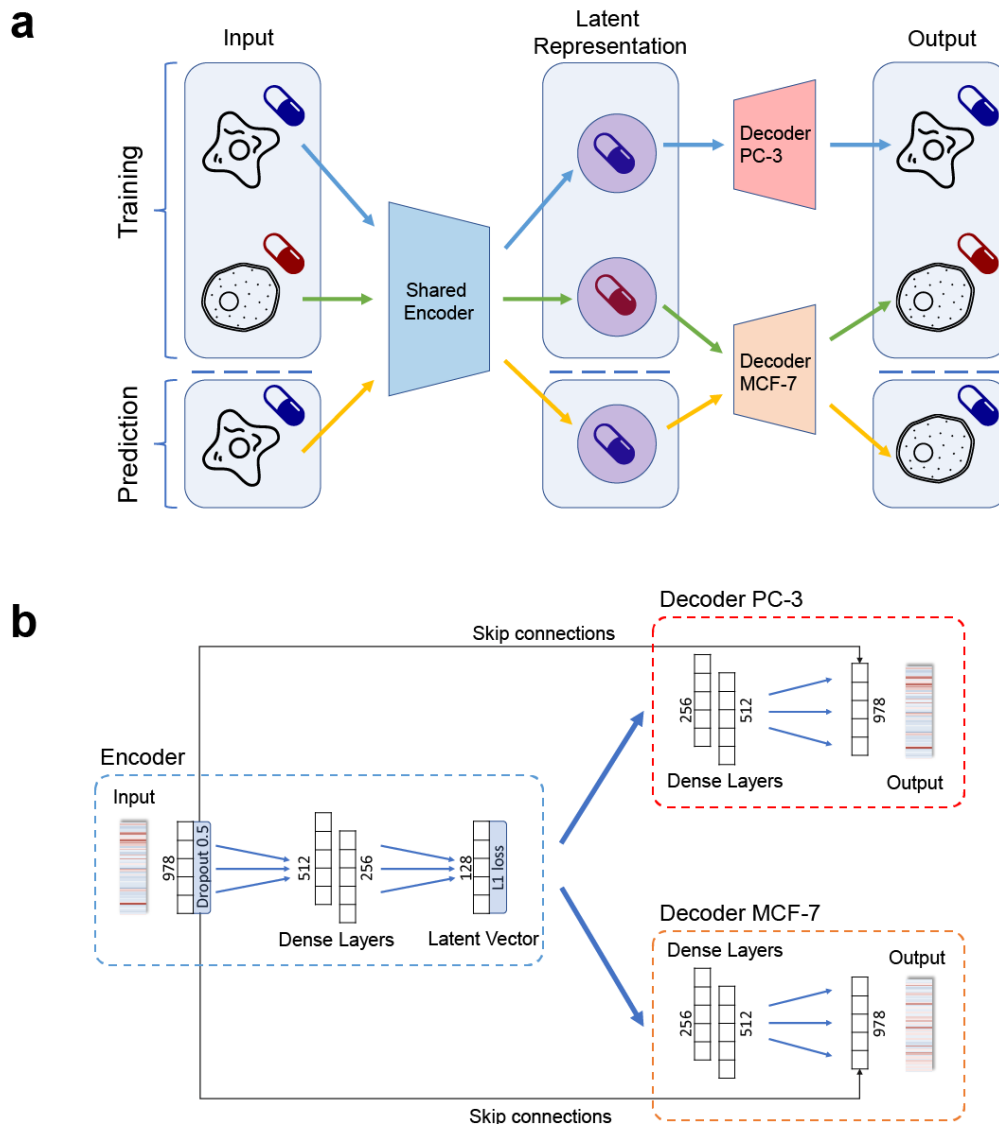 a
Input
Latent
Representation
Output
Training
Decoder
PC-3
Shared
Encoder
Decoder
MCF-7
Prediction
b
Decoder PC-3
Skip connections
256
512
978
Dense Layers
Output
Encoder
Input
978
Dropout 0.5
512
256
128
L1 loss
Dense Layers
Latent Vector
Decoder MCF-7
Dense Layers
Output
256
512
978
Skip connections